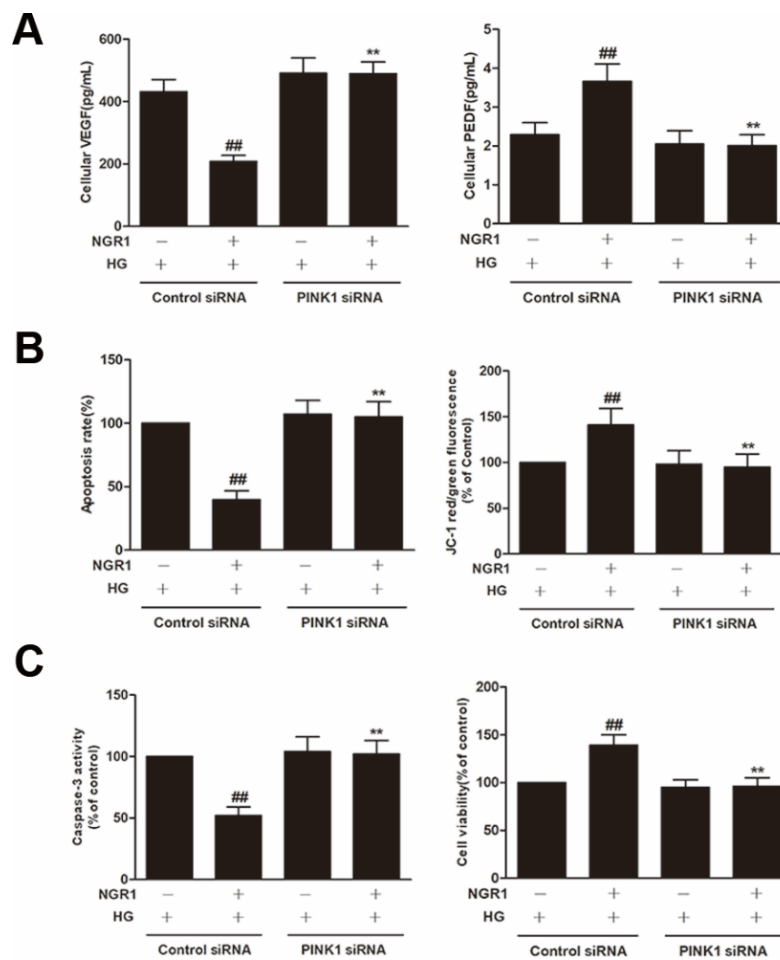 A
Cellular VEGF(pg/mL)
600
400
200
0
##
**
NGR1 − + − +
HG + + + +
Control siRNA PINK1 siRNA
Cellular PEDF(pg/mL)
5
4
3
2
1
0
##
**
NGR1 − + − +
HG + + + +
Control siRNA PINK1 siRNA
B
Apoptosis rate(%)
150
100
50
0
##
**
NGR1 − + − +
HG + + + +
Control siRNA PINK1 siRNA
JC-1 red/green fluorescence
(% of Control)
200
150
100
50
0
##
**
NGR1 − + − +
HG + + + +
Control siRNA PINK1 siRNA
C
Caspase-3 activity
(% of control)
150
100
50
0
##
**
NGR1 − + − +
HG + + + +
Control siRNA PINK1 siRNA
Cell viability(% of control)
200
150
100
50
0
##
**
NGR1 − + − +
HG + + + +
Control siRNA PINK1 siRNA